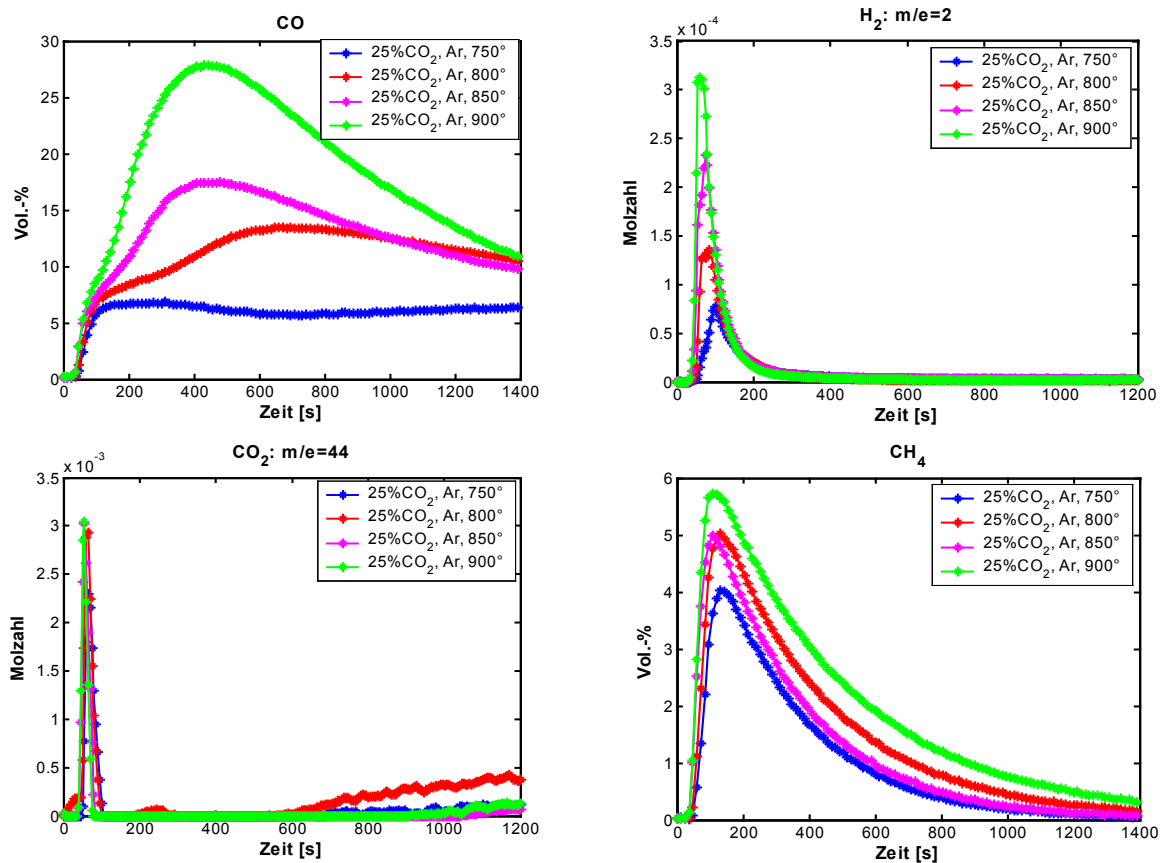 CO
30
25
20
15
10
5
0
Vol.-%
0 200 400 600 800 1000 1200 1400
Zeit [s]
25%CO2, Ar, 750°
25%CO2, Ar, 800°
25%CO2, Ar, 850°
25%CO2, Ar, 900°
H2: m/e=2
x 10-4
3.5
3
2.5
2
1.5
1
0.5
0
Molzahl
0 200 400 600 800 1000 1200
Zeit [s]
25%CO2, Ar, 750°
25%CO2, Ar, 800°
25%CO2, Ar, 850°
25%CO2, Ar, 900°
CO2: m/e=44
x 10-3
3.5
3
2.5
2
1.5
1
0.5
0
Molzahl
0 200 400 600 800 1000 1200
Zeit [s]
25%CO2, Ar, 750°
25%CO2, Ar, 800°
25%CO2, Ar, 850°
25%CO2, Ar, 900°
CH4
6
5
4
3
2
1
0
Vol.-%
0 200 400 600 800 1000 1200 1400
Zeit [s]
25%CO2, Ar, 750°
25%CO2, Ar, 800°
25%CO2, Ar, 850°
25%CO2, Ar, 900°